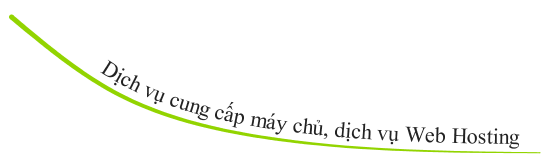 Dịch vụ cung cấp máy chủ, dịch vụ Web Hosting